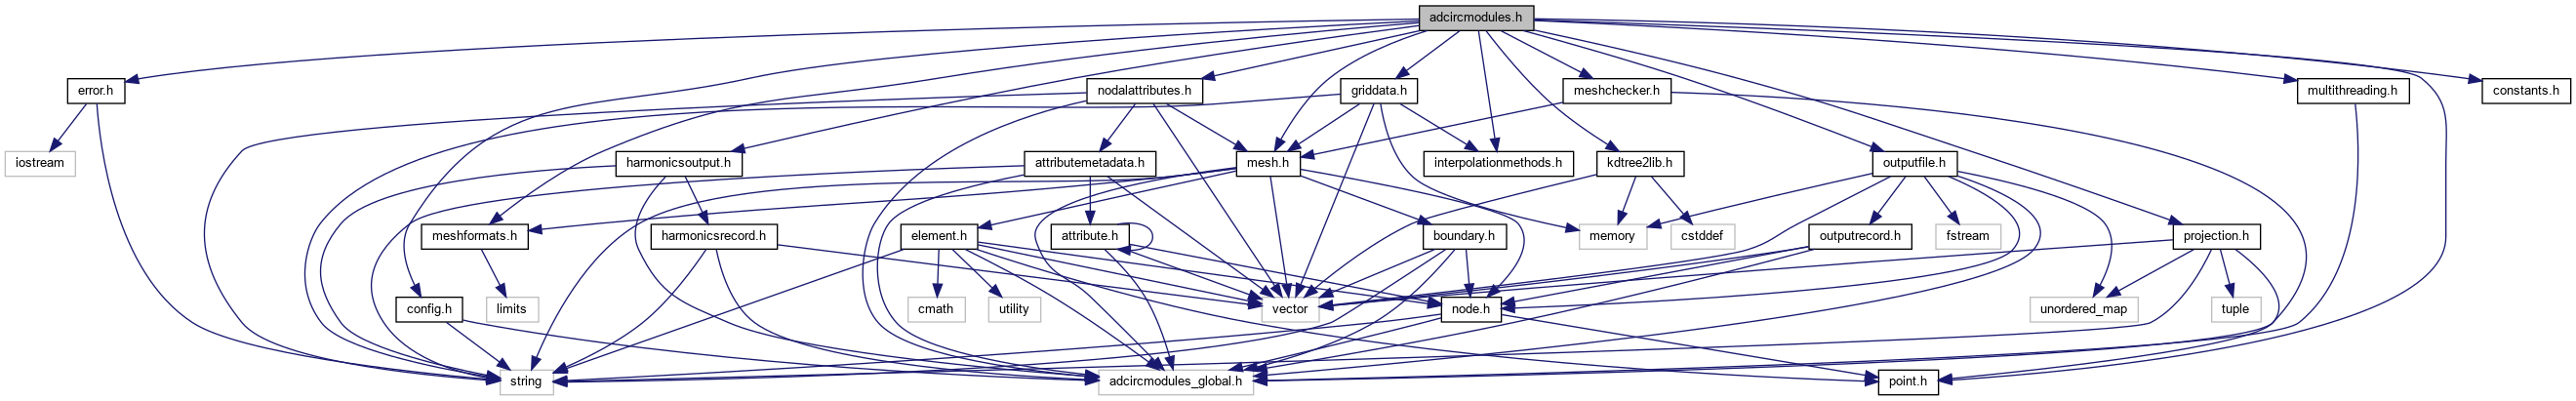 adcircmodules.h
error.h
nodalattributes.h
griddata.h
meshchecker.h
multithreading.h
constants.h
iostream
harmonicsoutput.h
attributemetadata.h
mesh.h
interpolationmethods.h
kdtree2lib.h
outputfile.h
meshformats.h
harmonicsrecord.h
element.h
attribute.h
boundary.h
memory
cstddef
outputrecord.h
fstream
projection.h
config.h
limits
cmath
utility
vector
node.h
unordered_map
tuple
string
adcircmodules_global.h
point.h